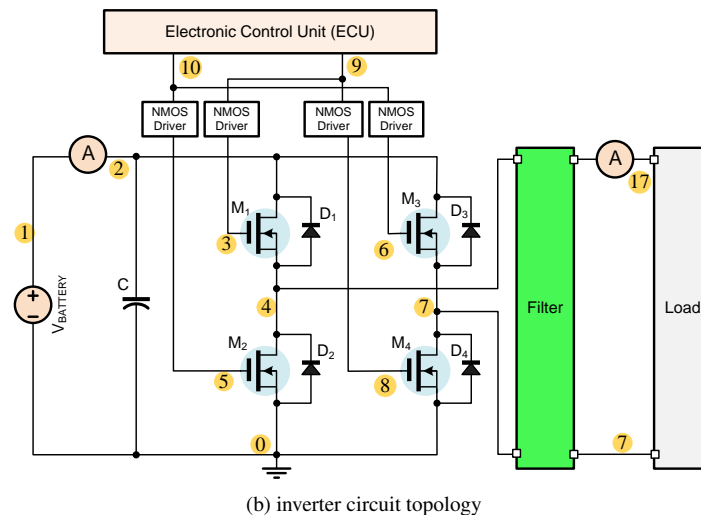 Electronic Control Unit (ECU)
10
9
NMOS
Driver
NMOS
Driver
NMOS
Driver
NMOS
Driver
A
2
A
17
1
M1
D1
M3
D3
3
6
C
4
7
VBATTERY
Filter
Load
M2
D2
M4
D4
5
8
0
7
(b) inverter circuit topology